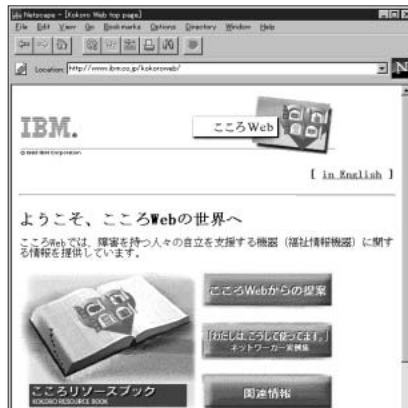 Netscape - [Kokoro Web top page]
File Edit View Go Bookmarks Options Directory Window Help
Location: http://www.ibm.co.jp/kokoroweb/
N
IBM.
こころWeb
[ in English ]
ようこそ、こころWebの世界へ
こころWebでは、障害を持つ人々の自立を支援する機器（福祉情報機器）に関す
る情報を提供しています。
こころWebからの提案
「わたしは、こうして使ってます。」
ネットワーカー実例集
こころリソースブック
KOKORO RESOURCE BOOK
関連情報